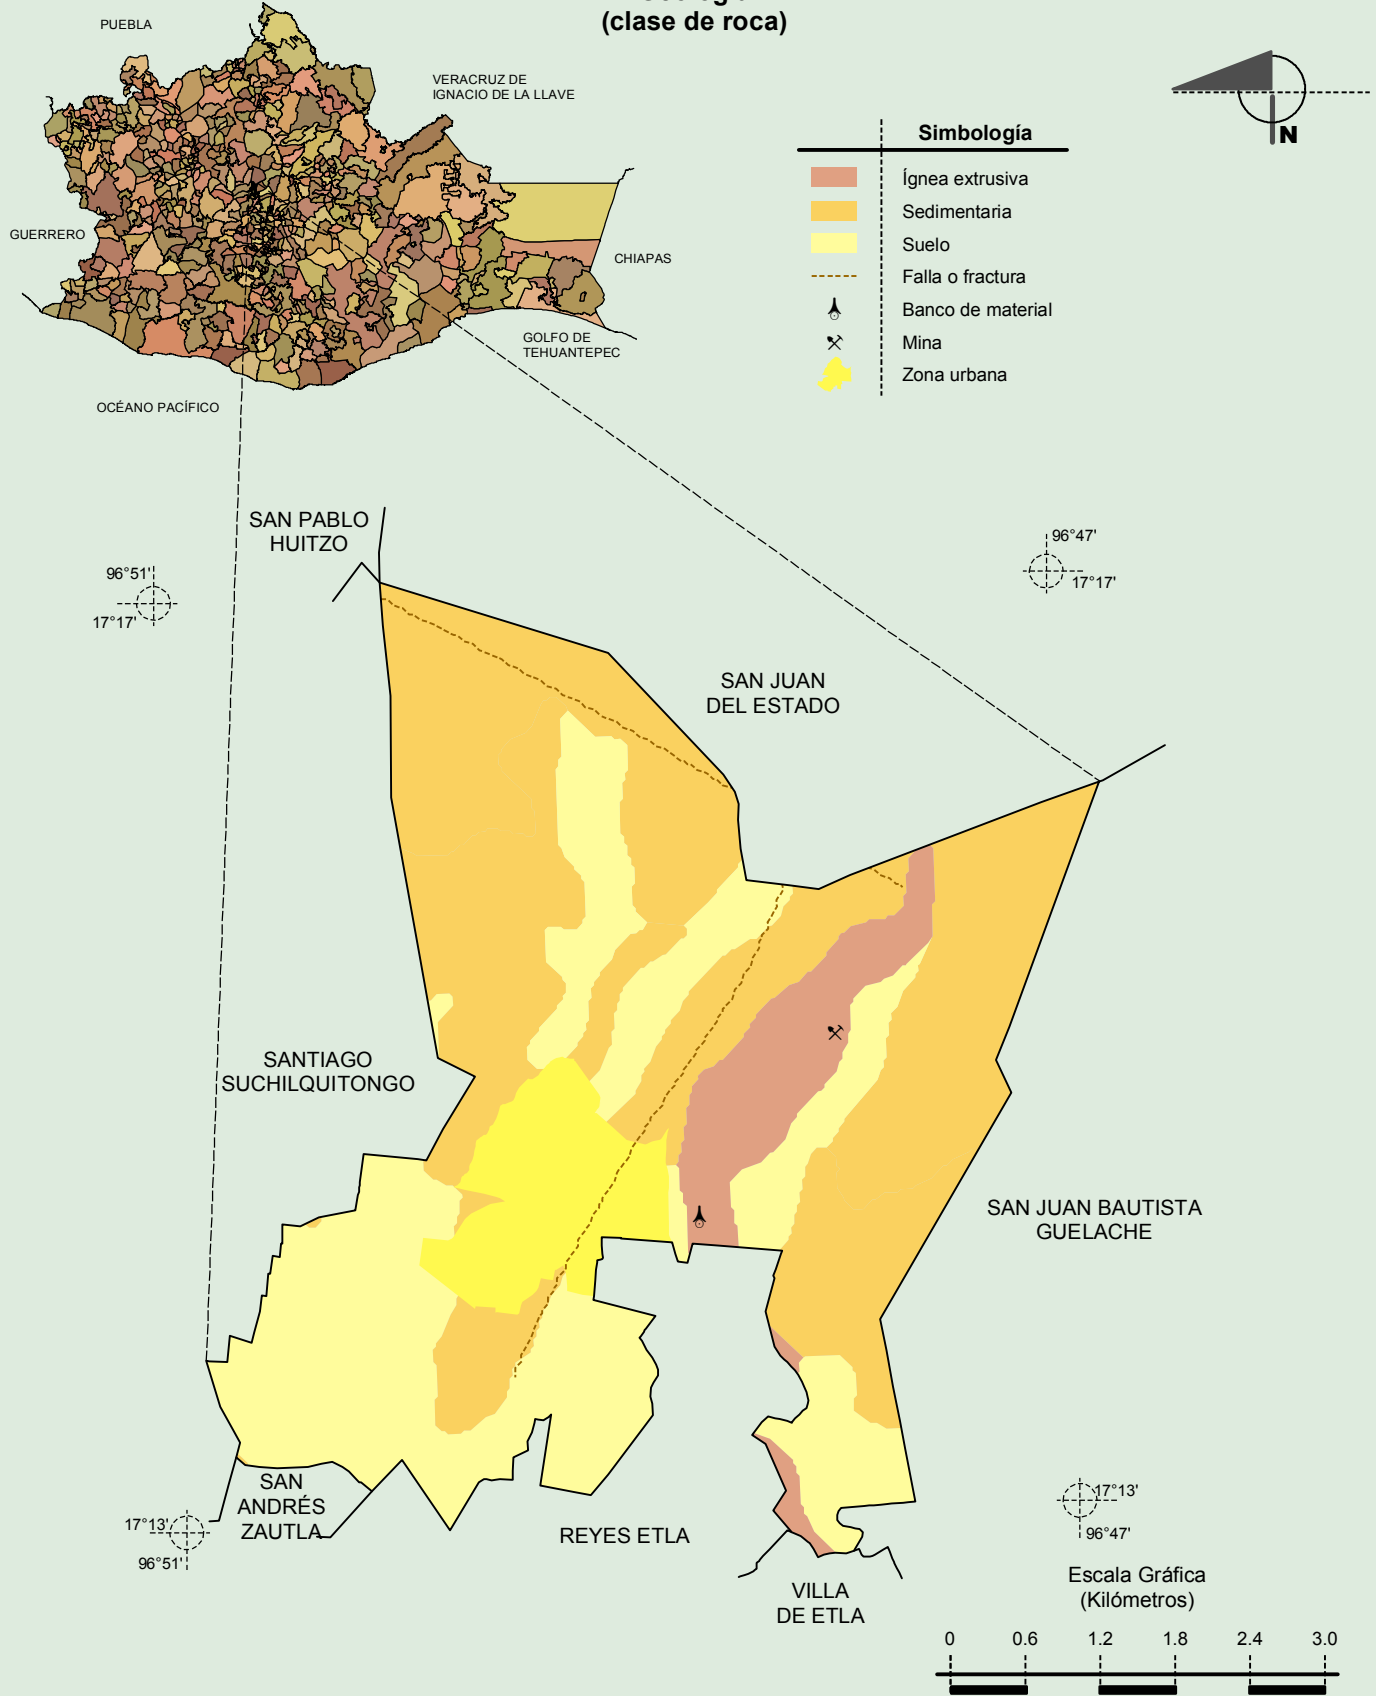 (clase de roca)
PUEBLA
VERACRUZ DE
IGNACIO DE LA LLAVE
GUERRERO
CHIAPAS
GOLFO DE
TEHUANTEPEC
OCÉANO PACÍFICO
N
Simbología
Ígnea extrusiva
Sedimentaria
Suelo
Falla o fractura
Banco de material
Mina
Zona urbana
SAN PABLO
HUITZO
96°51'
17°17'
96°47'
17°17'
SAN JUAN
DEL ESTADO
SANTIAGO
SUCHILQUITONGO
SAN JUAN BAUTISTA
GUELACHE
SAN
ANDRÉS
ZAUTLA
17°13'
96°51'
REYES ETLA
VILLA
DE ETLA
17°13'
96°47'
Escala Gráfica
(Kilómetros)
0 0.6 1.2 1.8 2.4 3.0